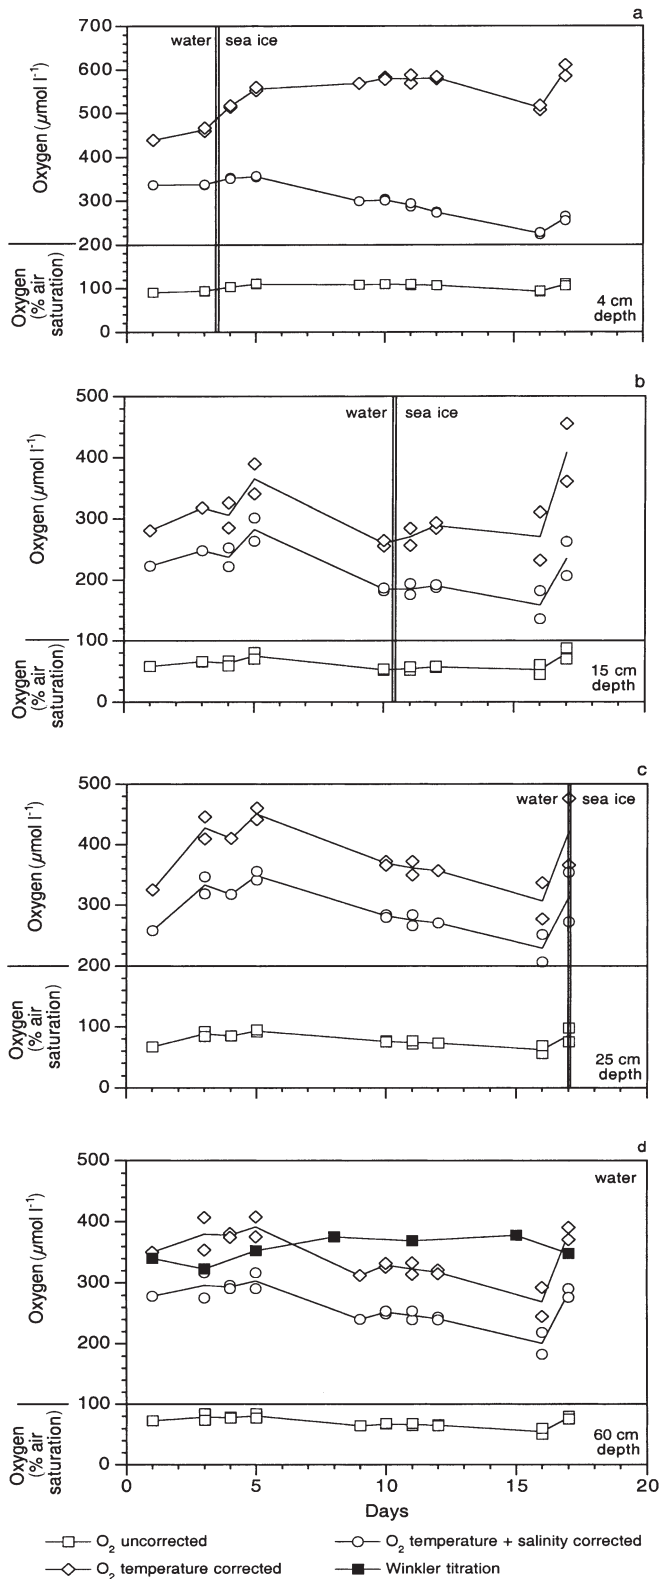 a
700
600
500
400
300
200
100
0
Oxygen (µmol l⁻¹)
Oxygen
(% air
saturation)
water
sea ice
4 cm
depth
b
500
400
300
200
100
0
Oxygen (µmol l⁻¹)
Oxygen
(% air
saturation)
water
sea ice
15 cm
depth
c
500
400
300
200
100
0
Oxygen (µmol l⁻¹)
Oxygen
(% air
saturation)
water
sea ice
25 cm
depth
d
500
400
300
200
100
0
Oxygen (µmol l⁻¹)
Oxygen
(% air
saturation)
water
60 cm
depth
0 5 10 15 20
Days
O₂ uncorrected
O₂ temperature + salinity corrected
O₂ temperature corrected
Winkler titration